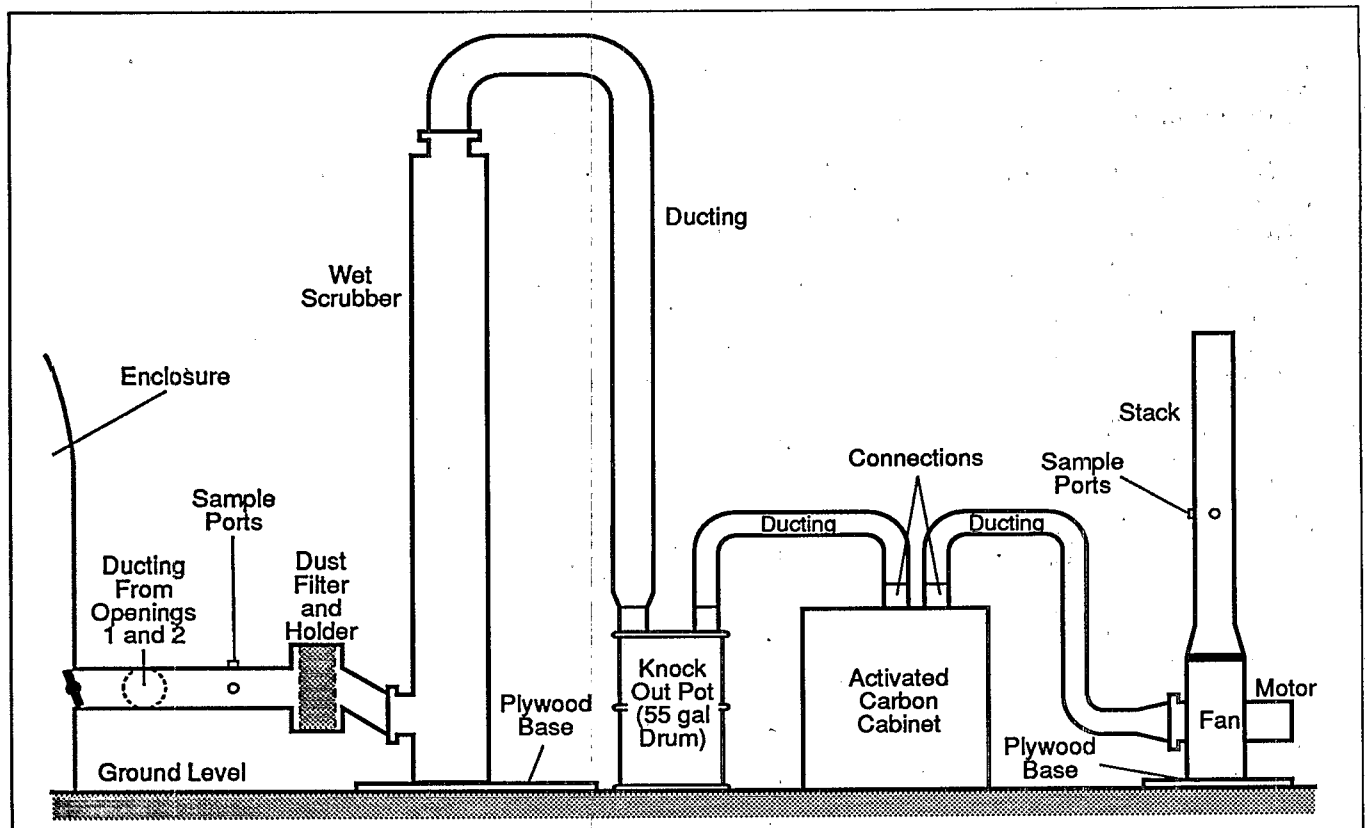 Ducting
Wet
Scrubber
Enclosure
Stack
Connections
Sample
Ports
Sample
Ports
Ducting
Ducting
Ducting
From
Openings
1 and 2
Dust
Filter
and
Holder
Knock
Out Pot
(55 gal
Drum)
Activated
Carbon
Cabinet
Motor
Fan
Plywood
Base
Plywood
Base
Ground Level